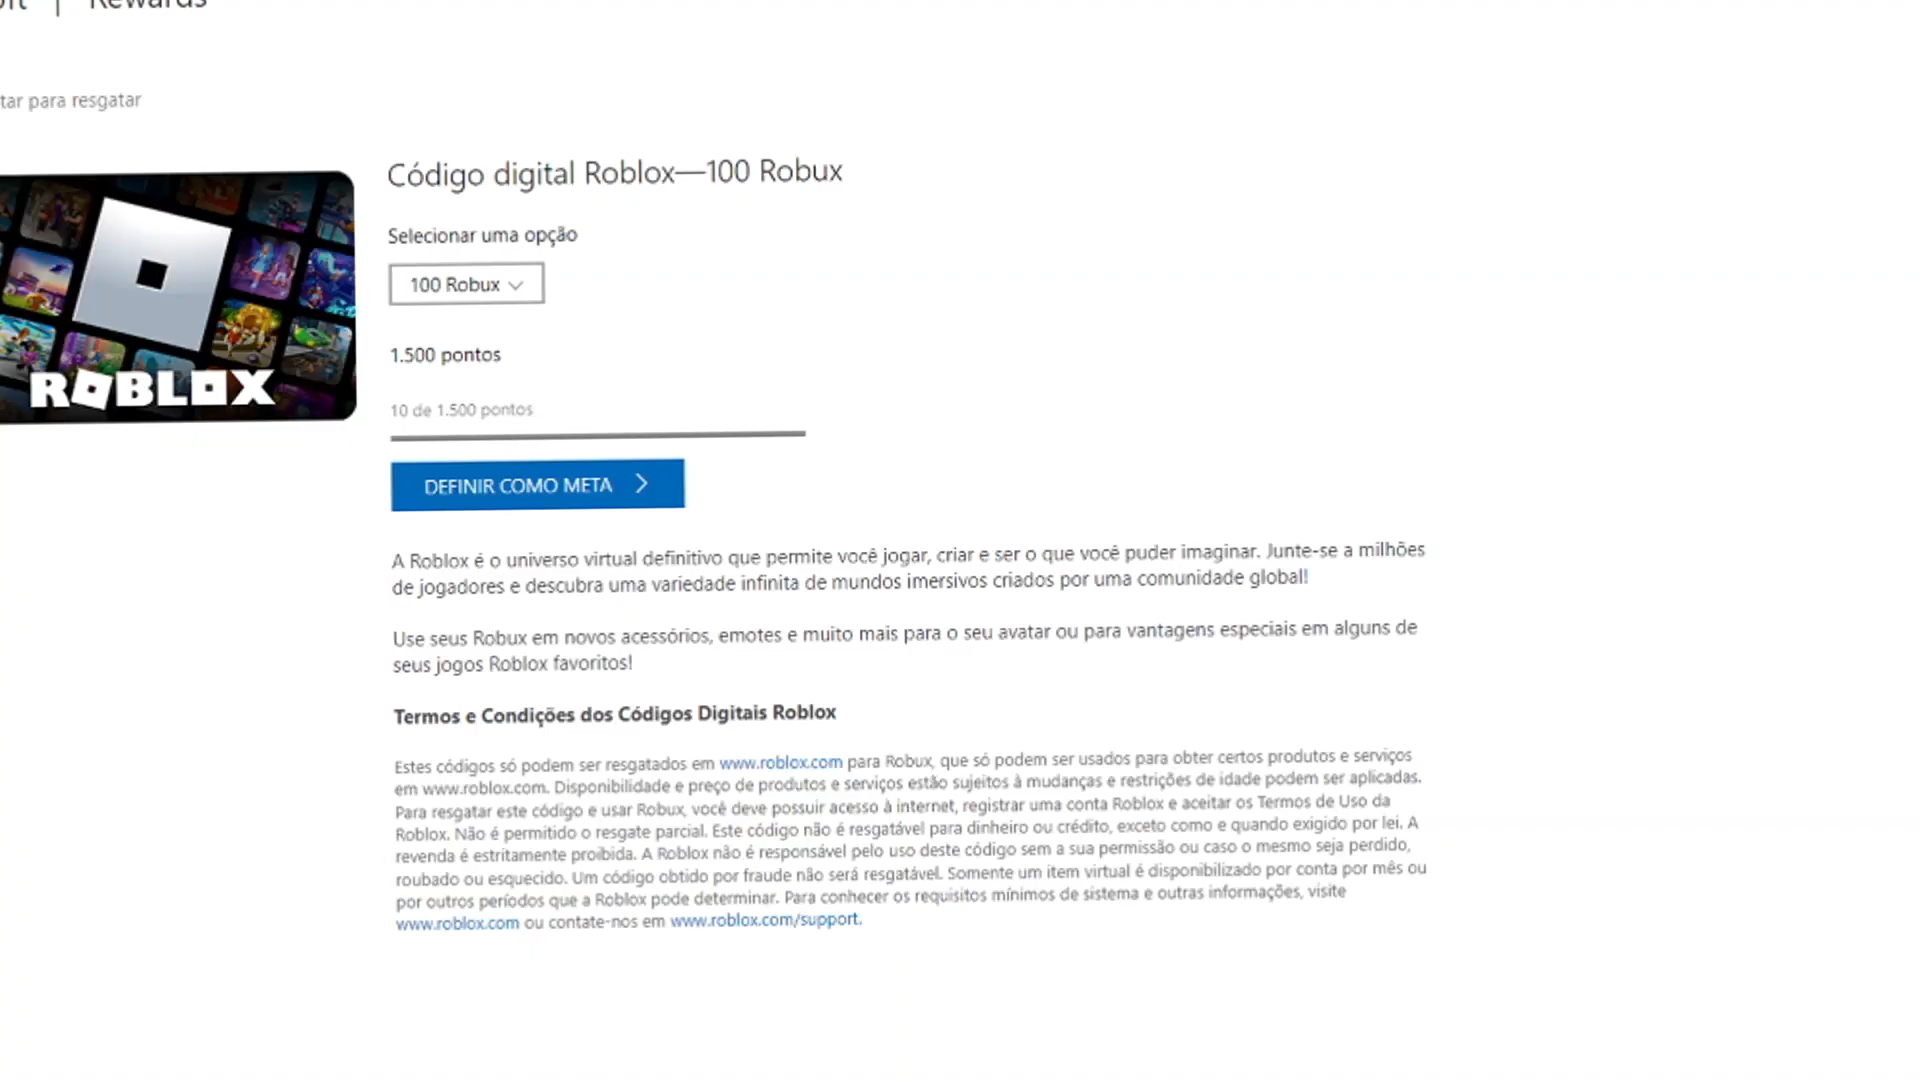 Rewards
para resgatar
Código digital Roblox—100 Robux
Selecionar uma opção
100 Robux
1.500 pontos
10 de 1.500 pontos
DEFINIR COMO META
ROBLOX
A Roblox é o universo virtual definitivo que permite você jogar, criar e ser o que você puder imaginar. Junte-se a milhões
de jogadores e descubra uma variedade infinita de mundos imersivos criados por uma comunidade global!
Use seus Robux em novos acessórios, emotes e muito mais para o seu avatar ou para vantagens especiais em alguns de
seus jogos Roblox favoritos!
Termos e Condições dos Códigos Digitais Roblox
Estes códigos só podem ser resgatados em www.roblox.com para Robux, que só podem ser usados para obter certos produtos e serviços
em www.roblox.com. Disponibilidade e preço de produtos e serviços estão sujeitos à mudanças e restrições de idade podem ser aplicadas.
Para resgatar este código e usar Robux, você deve possuir acesso à internet, registrar uma conta Roblox e aceitar os Termos de Uso da
Roblox. Não é permitido o resgate parcial. Este código não é resgatável para dinheiro ou crédito, exceto como e quando exigido por lei. A
revenda é estritamente proibida. A Roblox não é responsável pelo uso deste código sem a sua permissão ou caso o mesmo seja perdido,
roubado ou esquecido. Um código obtido por fraude não será resgatável. Somente um item virtual é disponibilizado por conta por mês ou
por outros períodos que a Roblox pode determinar. Para conhecer os requisitos mínimos de sistema e outras informações, visite
www.roblox.com ou contate-nos em www.roblox.com/support.